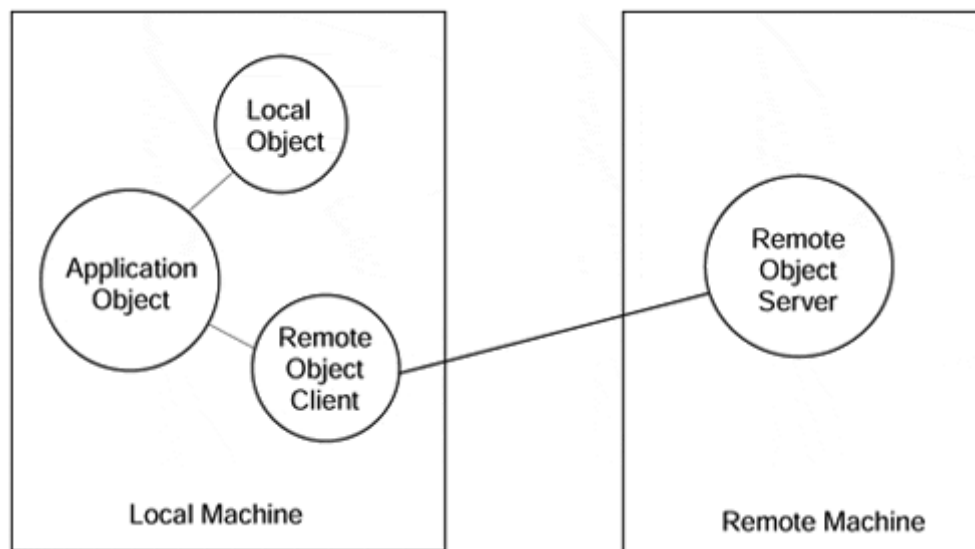 Local
Object
Application
Object
Remote
Object
Client
Local Machine
Remote
Object
Server
Remote Machine